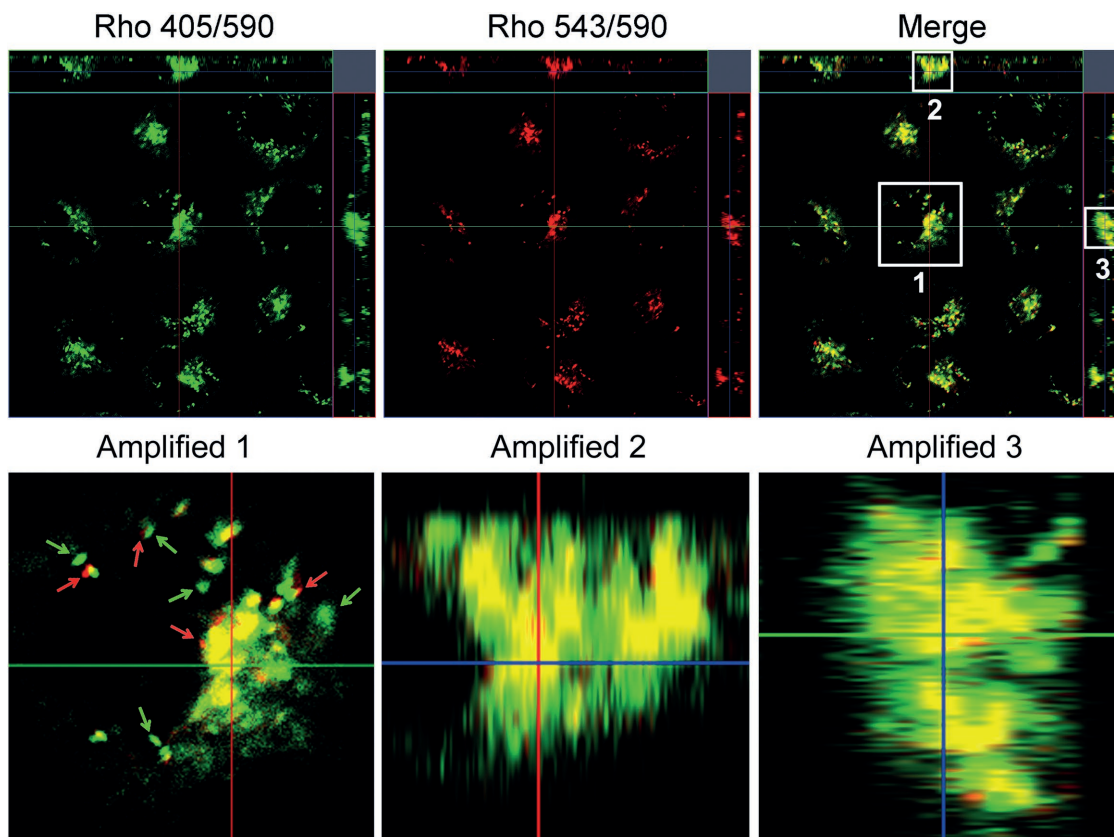 Rho 405/590
Rho 543/590
Merge
2
1
3
Amplified 1
Amplified 2
Amplified 3